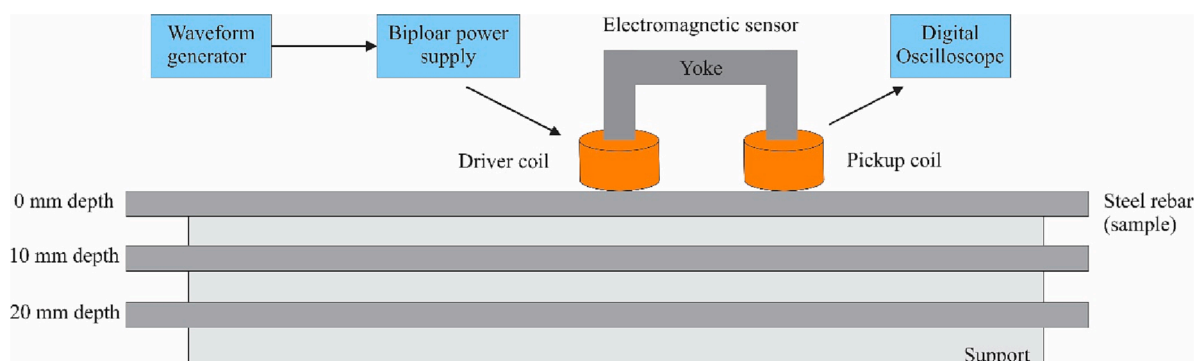 Waveform
generator
Biploar power
supply
Electromagnetic sensor
Yoke
Digital
Oscilloscope
Driver coil
Pickup coil
0 mm depth
Steel rebar
(sample)
10 mm depth
20 mm depth
Support